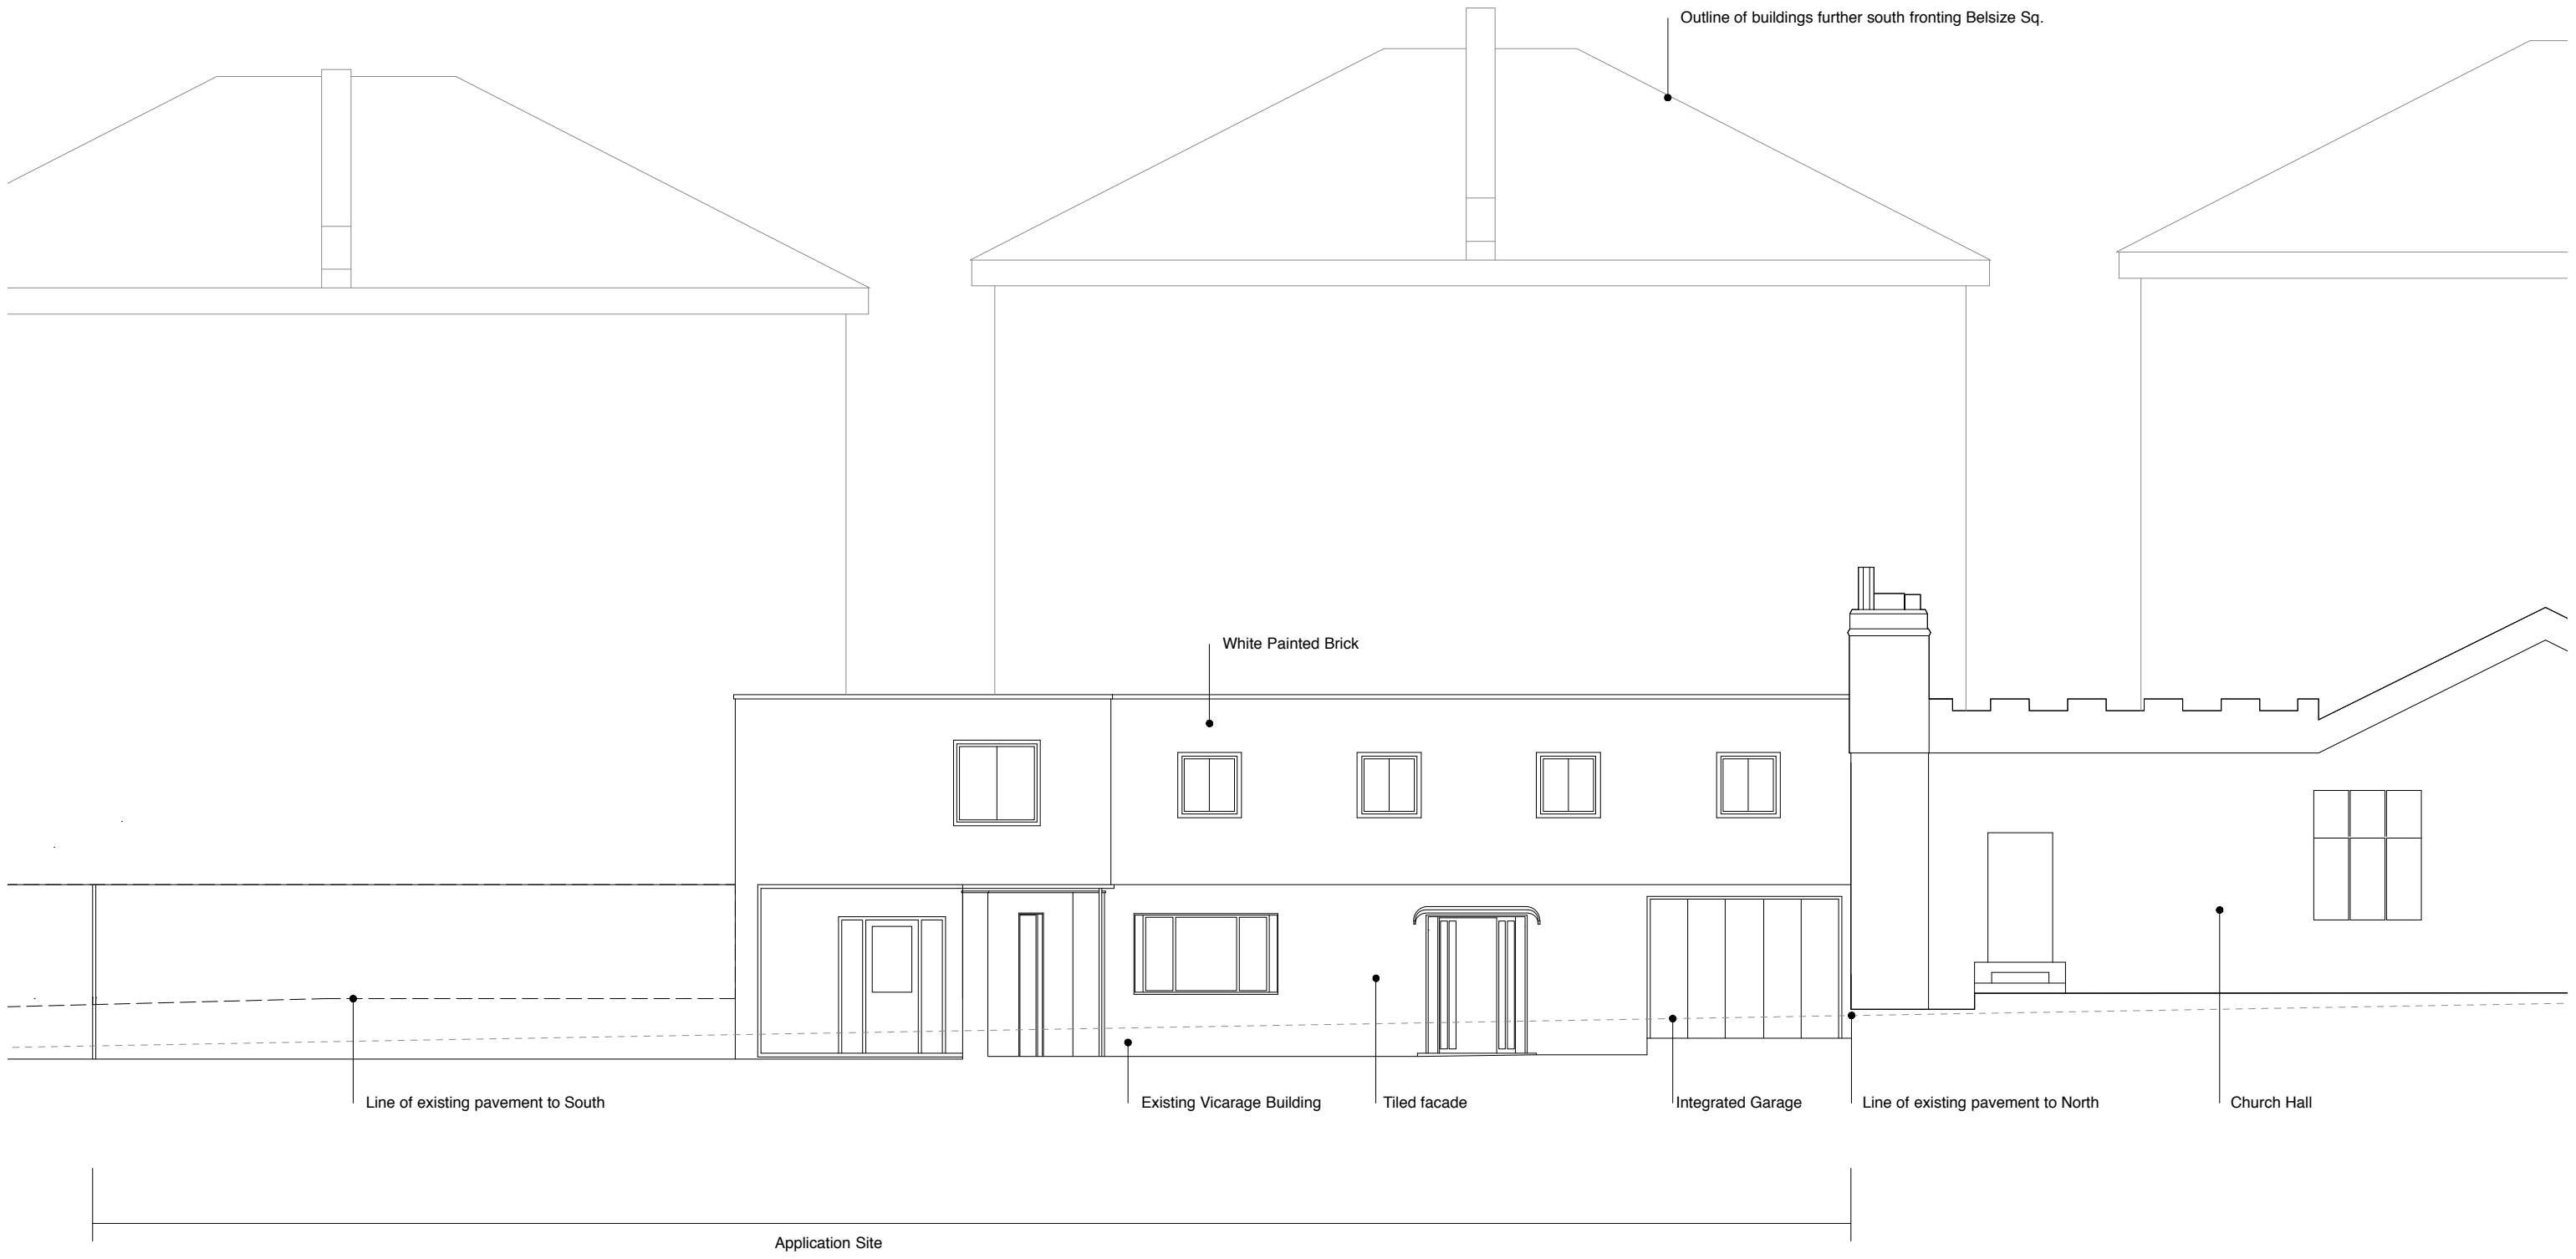 Outline of buildings further south fronting Belsize Sq.
White Painted Brick
Line of existing pavement to South
Existing Vicarage Building
Tiled facade
Integrated Garage
Line of existing pavement to North
Church Hall
Application Site